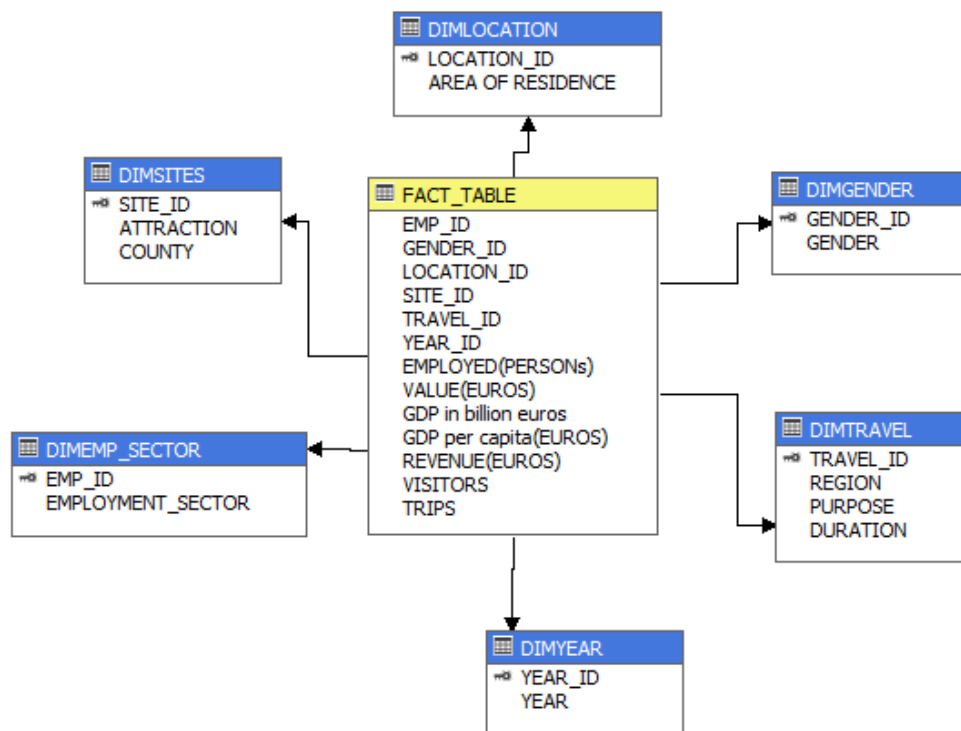 DIMLOCATION
LOCATION_ID
AREA OF RESIDENCE
DIMSITES
SITE_ID
ATTRACTION
COUNTY
FACT_TABLE
EMP_ID
GENDER_ID
LOCATION_ID
SITE_ID
TRAVEL_ID
YEAR_ID
EMPLOYED(PERSONs)
VALUE(EUROS)
GDP in billion euros
GDP per capita(EUROS)
REVENUE(EUROS)
VISITORS
TRIPS
DIMGENDER
GENDER_ID
GENDER
DIMEMP_SECTOR
EMP_ID
EMPLOYMENT_SECTOR
DIMTRAVEL
TRAVEL_ID
REGION
PURPOSE
DURATION
DIMYEAR
YEAR_ID
YEAR